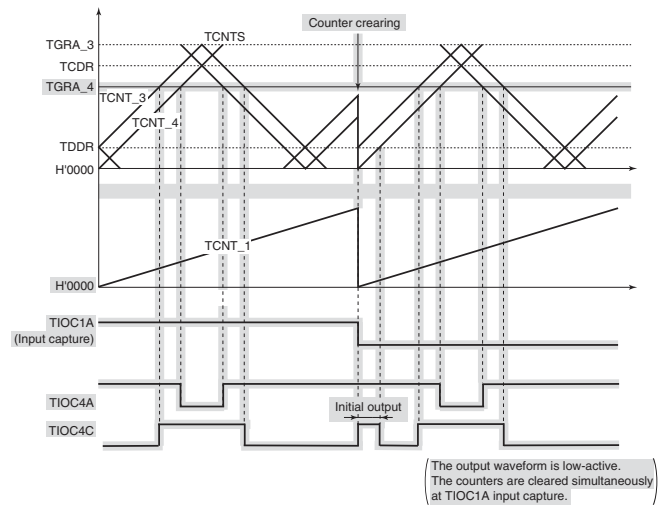 Counter crearing
TGRA_3
TCNTS
TCDR
TGRA_4
TCNT_3
TCNT_4
TDDR
H'0000
TCNT_1
H'0000
TIOC1A
(Input capture)
TIOC4A
Initial output
TIOC4C
The output waveform is low-active.
The counters are cleared simultaneously
at TIOC1A input capture.